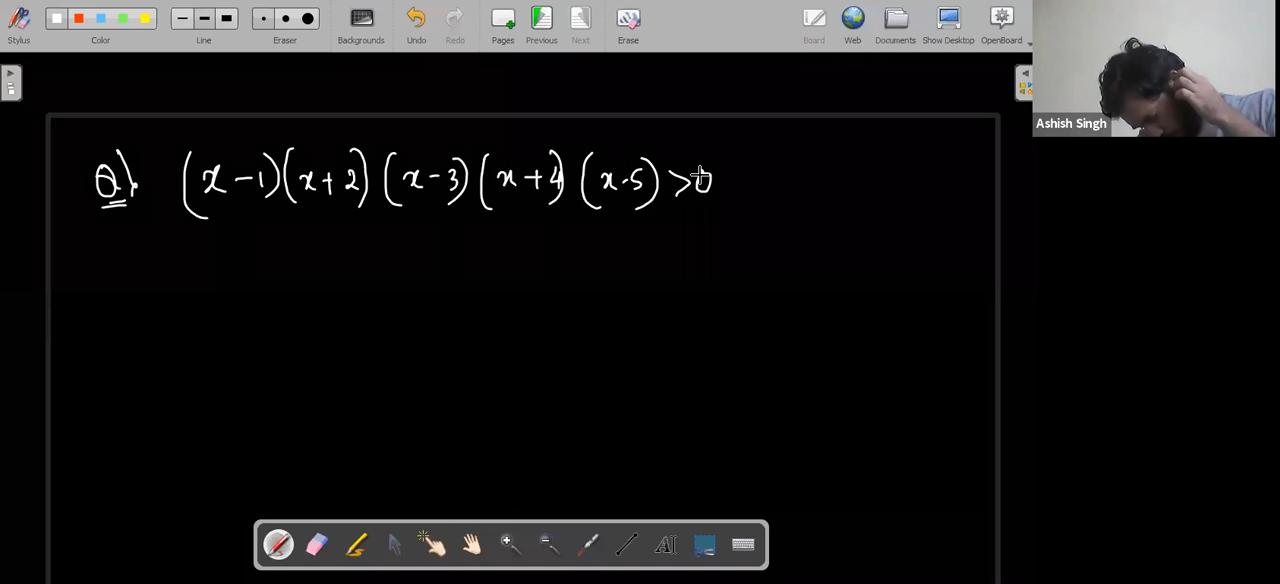 Stylus Color Line Eraser Backgrounds Undo Redo Pages Previous Next Erase Board Web Documents Show Desktop OpenBoard
Ashish Singh
Q). (x-1)(x+2)(x-3)(x+4)(x-5)>0
AI